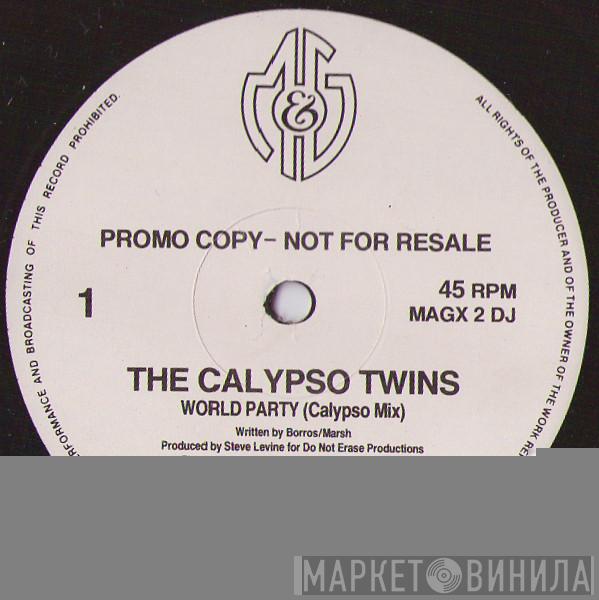 &
PROMO COPY – NOT FOR RESALE
1
45 RPM
MAGX 2 DJ
THE CALYPSO TWINS
WORLD PARTY (Calypso Mix)
Written by Borros/Marsh
Produced by Steve Levine for Do Not Erase Productions
PERFORMANCE AND BROADCASTING OF THIS RECORD PROHIBITED.
ALL RIGHTS OF THE PRODUCER AND OF THE OWNER OF THE WORK
МАРКЕТ ВИНИЛА